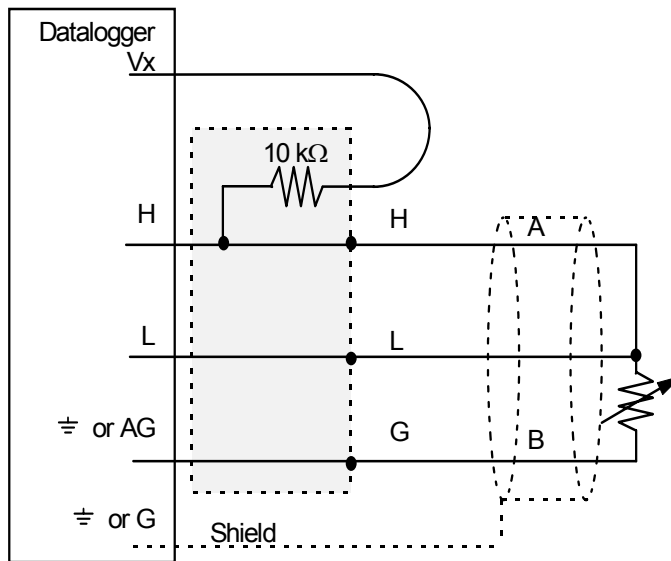 Datalogger
Vx
10 kΩ
H H A
L L
⏚ or AG G B
⏚ or G Shield